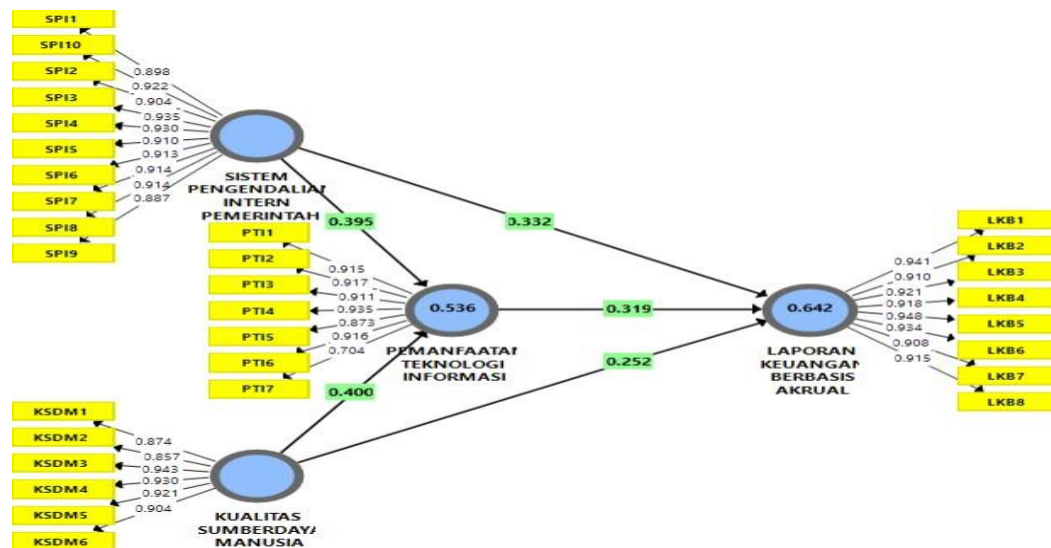 SPI1
SPI10
SPI2
SPI3
SPI4
SPI5
SPI6
SPI7
SPI8
SPI9
0.898
0.922
0.904
0.935
0.930
0.910
0.913
0.914
0.914
0.887
SISTEM
PENGENDALIAN
INTERN
PEMERINTAH
0.395
0.332
PTI1
PTI2
PTI3
PTI4
PTI5
PTI6
PTI7
0.915
0.917
0.911
0.935
0.873
0.916
0.704
0.536
PEMANFAATAN
TEKNOLOGI
INFORMASI
0.319
0.400
0.252
KSDM1
KSDM2
KSDM3
KSDM4
KSDM5
KSDM6
0.874
0.857
0.943
0.930
0.921
0.904
KUALITAS
SUMBERDAYA
MANUSIA
0.642
LAPORAN
KEUANGAN
BERBASIS
AKRUAL
0.941
0.910
0.921
0.918
0.948
0.934
0.908
0.915
LKB1
LKB2
LKB3
LKB4
LKB5
LKB6
LKB7
LKB8